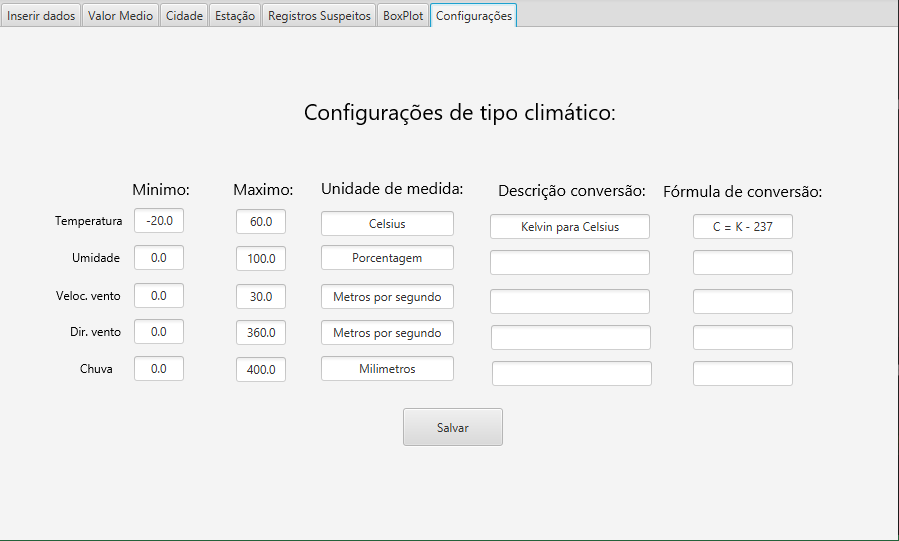 Inserir dados Valor Medio Cidade Estação Registros Suspeitos BoxPlot Configurações
Configurações de tipo climático:
Minimo: Maximo: Unidade de medida: Descrição conversão: Fórmula de conversão:
Temperatura -20.0 60.0 Celsius Kelvin para Celsius C = K - 237
Umidade 0.0 100.0 Porcentagem
Veloc. vento 0.0 30.0 Metros por segundo
Dir. vento 0.0 360.0 Metros por segundo
Chuva 0.0 400.0 Milimetros
Salvar